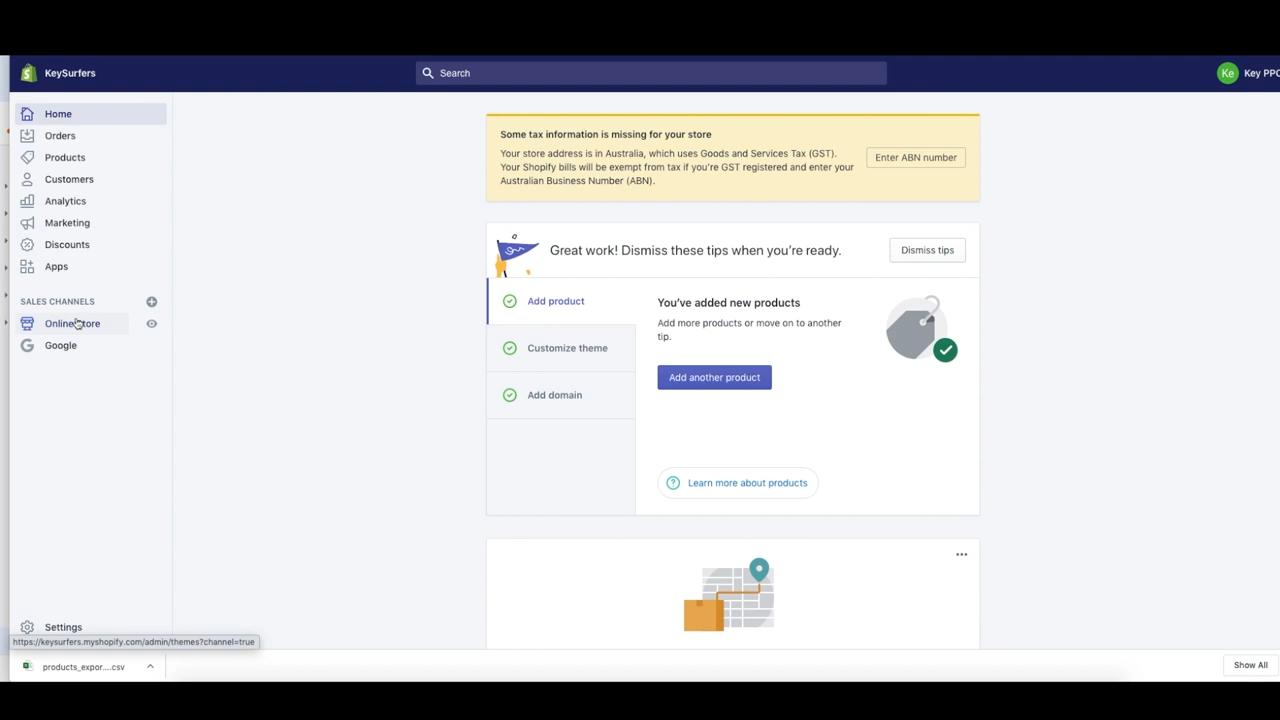 KeySurfers
Search
Ke Key PPC
Home
Orders
Products
Customers
Analytics
Marketing
Discounts
Apps
SALES CHANNELS
Online Store
Google
Settings
Some tax information is missing for your store
Your store address is in Australia, which uses Goods and Services Tax (GST).
Your Shopify bills will be exempt from tax if you're GST registered and enter your
Australian Business Number (ABN).
Enter ABN number
Great work! Dismiss these tips when you're ready.
Dismiss tips
Add product
Customize theme
Add domain
You've added new products
Add more products or move on to another
tip.
Add another product
Learn more about products
https://keysurfers.myshopify.com/admin/themes?channel=true
products_expor....csv
Show All